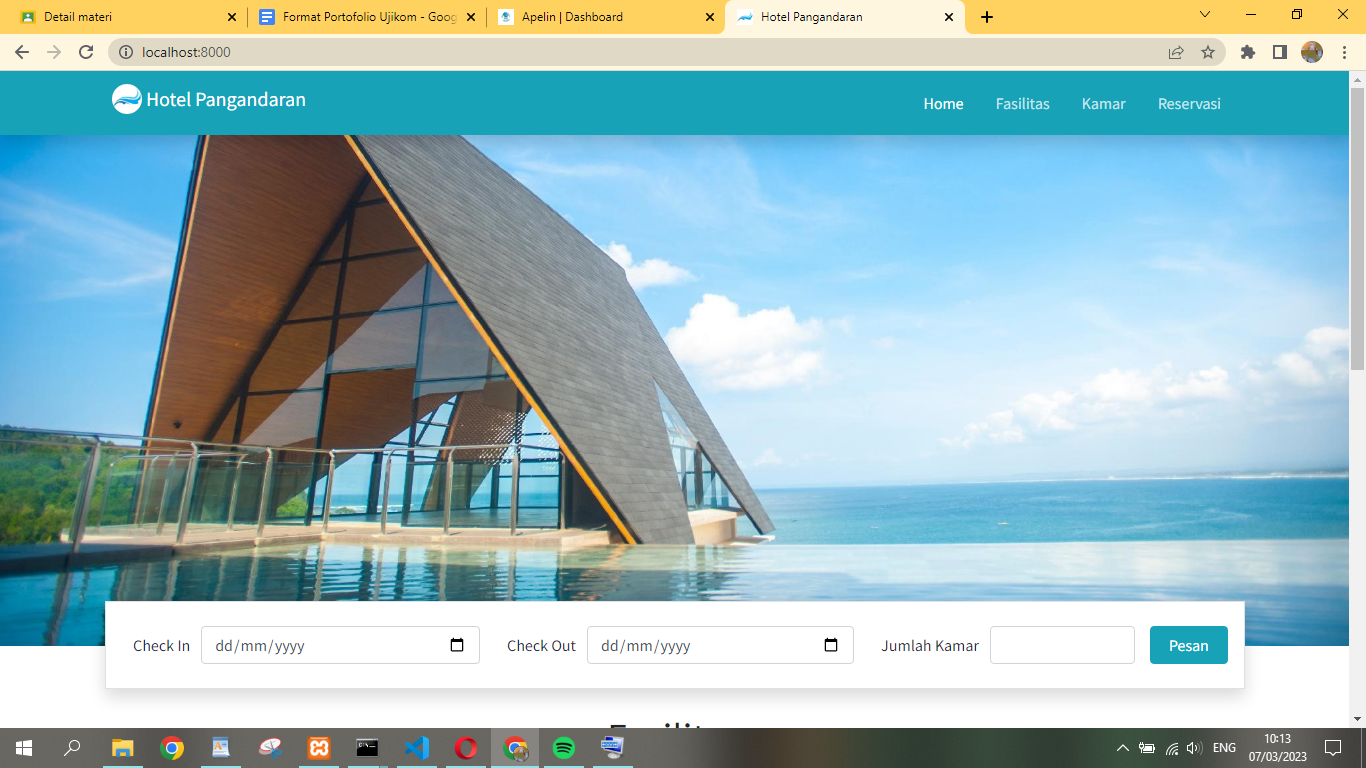 Detail materi
Format Portofolio Ujikom - Goog
Apelin | Dashboard
Hotel Pangandaran
localhost:8000
Hotel Pangandaran
Home
Fasilitas
Kamar
Reservasi
Check In
dd/mm/yyyy
Check Out
dd/mm/yyyy
Jumlah Kamar
Pesan
ENG
10:13
07/03/2023